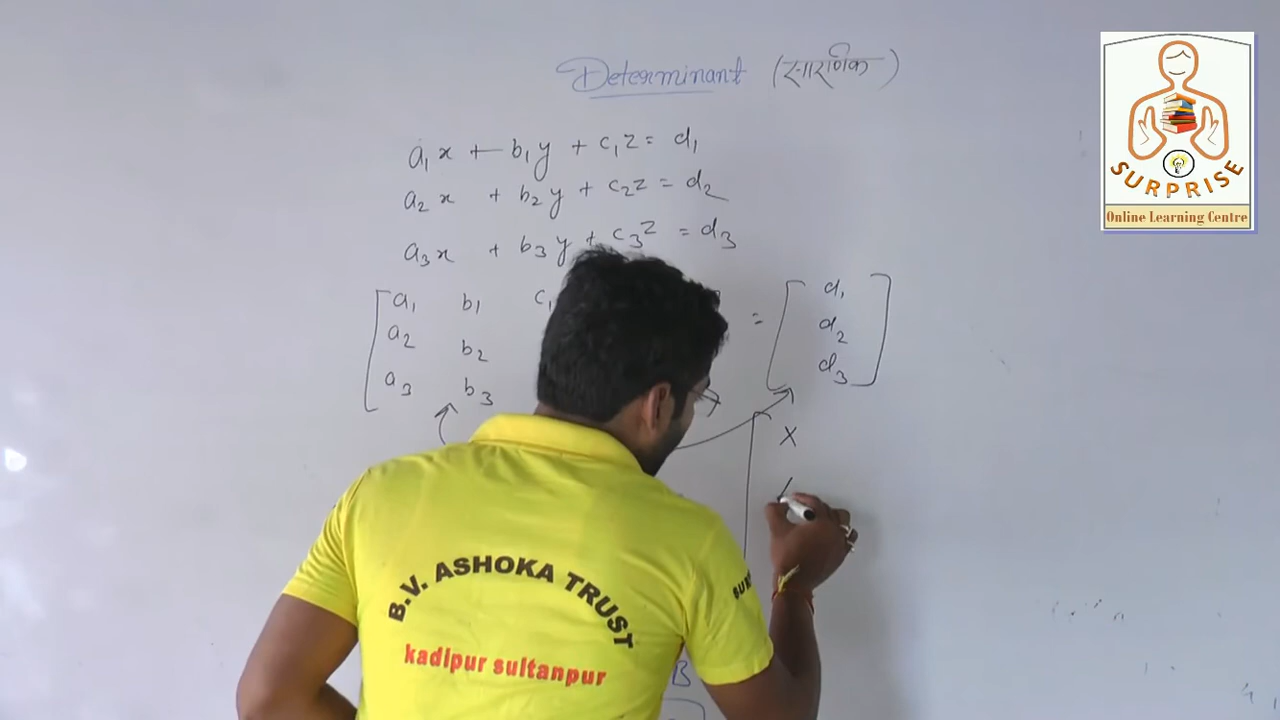 Determinant (सारणिक)
a₁x + b₁y + c₁z = d₁
a₂x + b₂y + c₂z = d₂
a₃x + b₃y + c₃z = d₃
a₁ b₁ c₁ = d₁
a₂ b₂ d₂
a₃ b₃ d₃
X
B
B.V. ASHOKA TRUST
kadipur sultanpur
SURPRISE
Online Learning Centre